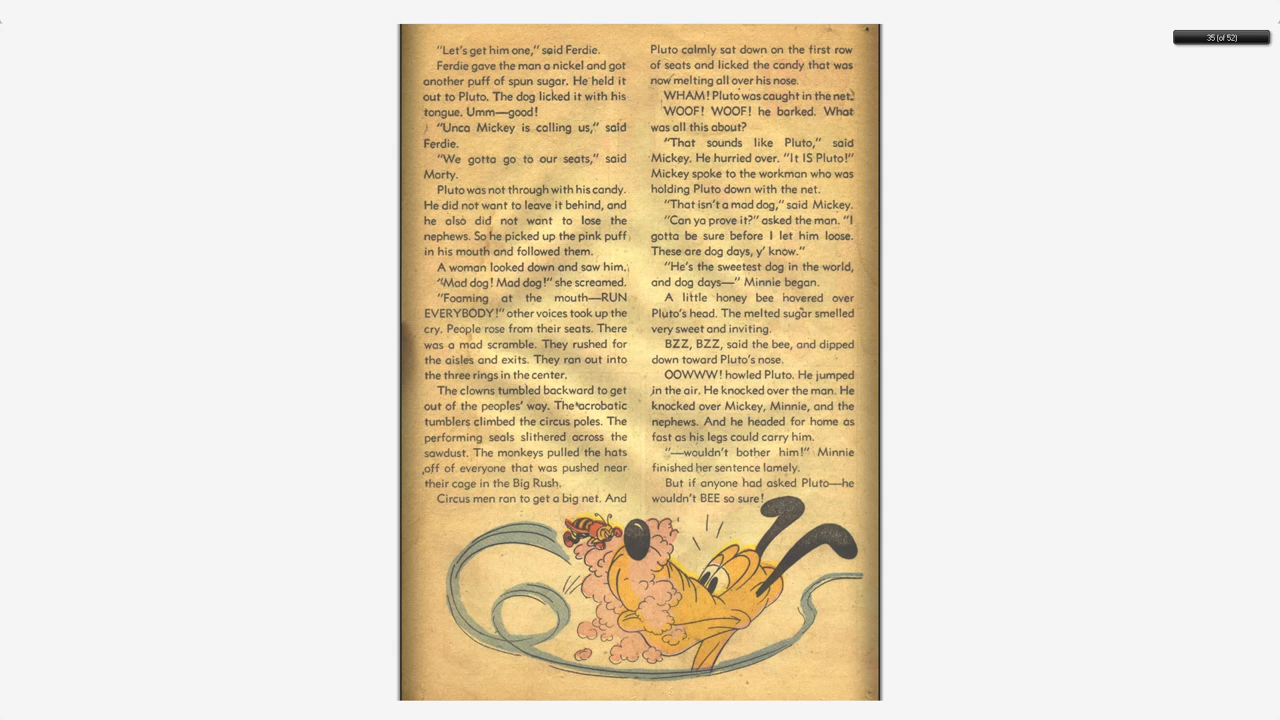 "Let's get him one," said Ferdie.
Ferdie gave the man a nickel and got
another puff of spun sugar. He held it
out to Pluto. The dog licked it with his
tongue. Umm—good!
"Unca Mickey is calling us," said
Ferdie.
"We gotta go to our seats," said
Morty.
Pluto was not through with his candy.
He did not want to leave it behind, and
he also did not want to lose the
nephews. So he picked up the pink puff
in his mouth and followed them.
A woman looked down and saw him.
"Mad dog! Mad dog!" she screamed.
"Foaming at the mouth—RUN
EVERYBODY!" other voices took up the
cry. People rose from their seats. There
was a mad scramble. They rushed for
the aisles and exits. They ran out into
the three rings in the center.
The clowns tumbled backward to get
out of the peoples' way. The acrobatic
tumblers climbed the circus poles. The
performing seals slithered across the
sawdust. The monkeys pulled the hats
off of everyone that was pushed near
their cage in the Big Rush.
Circus men ran to get a big net. And
Pluto calmly sat down on the first row
of seats and licked the candy that was
now melting all over his nose.
WHAM! Pluto was caught in the net.
WOOF! WOOF! he barked. What
was all this about?
"That sounds like Pluto," said
Mickey. He hurried over. "It IS Pluto!"
Mickey spoke to the workman who was
holding Pluto down with the net.
"That isn't a mad dog," said Mickey.
"Can ya prove it?" asked the man. "I
gotta be sure before I let him loose.
These are dog days, y' know."
"He's the sweetest dog in the world,
and dog days—" Minnie began.
A little honey bee hovered over
Pluto's head. The melted sugar smelled
very sweet and inviting.
BZZ, BZZ, said the bee, and dipped
down toward Pluto's nose.
OOWWW! howled Pluto. He jumped
in the air. He knocked over the man. He
knocked over Mickey, Minnie, and the
nephews. And he headed for home as
fast as his legs could carry him.
"—wouldn't bother him!" Minnie
finished her sentence lamely.
But if anyone had asked Pluto—he
wouldn't BEE so sure!
35 (of 52)